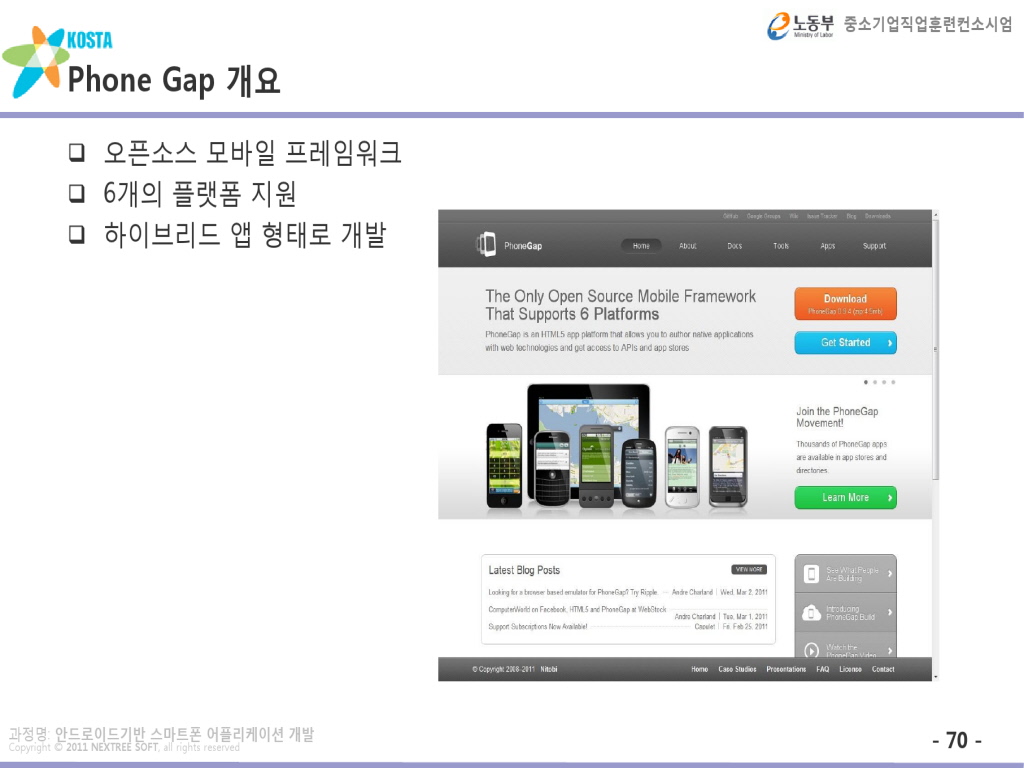 KOSTA
노동부
Ministry of Labor
중소기업직업훈련컨소시엄
Phone Gap 개요
❑ 오픈소스 모바일 프레임워크
❑ 6개의 플랫폼 지원
❑ 하이브리드 앱 형태로 개발
GitHub Google Groups Wiki Issue Tracker Blog Downloads
PhoneGap
Home About Docs Tools Apps Support
The Only Open Source Mobile Framework
That Supports 6 Platforms
PhoneGap is an HTML5 app platform that allows you to author native applications
with web technologies and get access to APIs and app stores
Download
Get Started
Join the PhoneGap
Movement!
Thousands of PhoneGap apps
are available in app stores and
directories.
Learn More
Latest Blog Posts
VIEW MORE
Looking for a browser based emulator for PhoneGap? Try Ripple. — Andre Charland | Wed, Mar 2, 2011
ComputerWorld on Facebook, HTML5 and PhoneGap at WebStock
Andre Charland | Tue, Mar 1, 2011
Support Subscriptions Now Available! Fri, Feb 25, 2011
See What People
Are Building
Introducing
PhoneGap Build
Watch the
PhoneGap Video
© Copyright 2008-2011 Nitobi
Home Case Studies Presentations FAQ License Contact
과정명: 안드로이드기반 스마트폰 어플리케이션 개발
Copyright © 2011 NEXTREE SOFT, all rights reserved
- 70 -